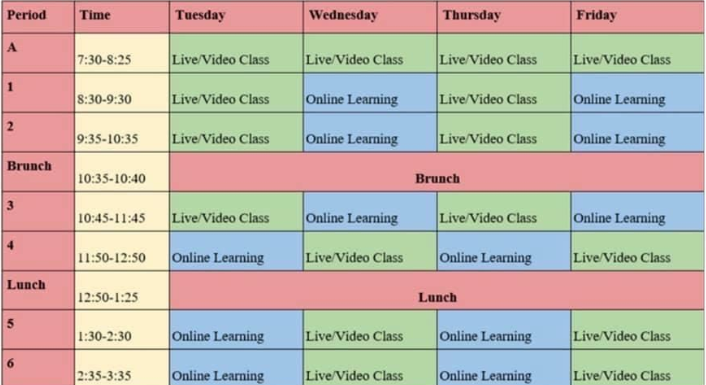 Period Time Tuesday Wednesday Thursday Friday
A 7:30-8:25 Live/Video Class Live/Video Class Live/Video Class Live/Video Class
1 8:30-9:30 Live/Video Class Online Learning Live/Video Class Online Learning
2 9:35-10:35 Live/Video Class Online Learning Live/Video Class Online Learning
Brunch 10:35-10:40 Brunch
3 10:45-11:45 Live/Video Class Online Learning Live/Video Class Online Learning
4 11:50-12:50 Online Learning Live/Video Class Online Learning Live/Video Class
Lunch 12:50-1:25 Lunch
5 1:30-2:30 Online Learning Live/Video Class Online Learning Live/Video Class
6 2:35-3:35 Online Learning Live/Video Class Online Learning Live/Video Class